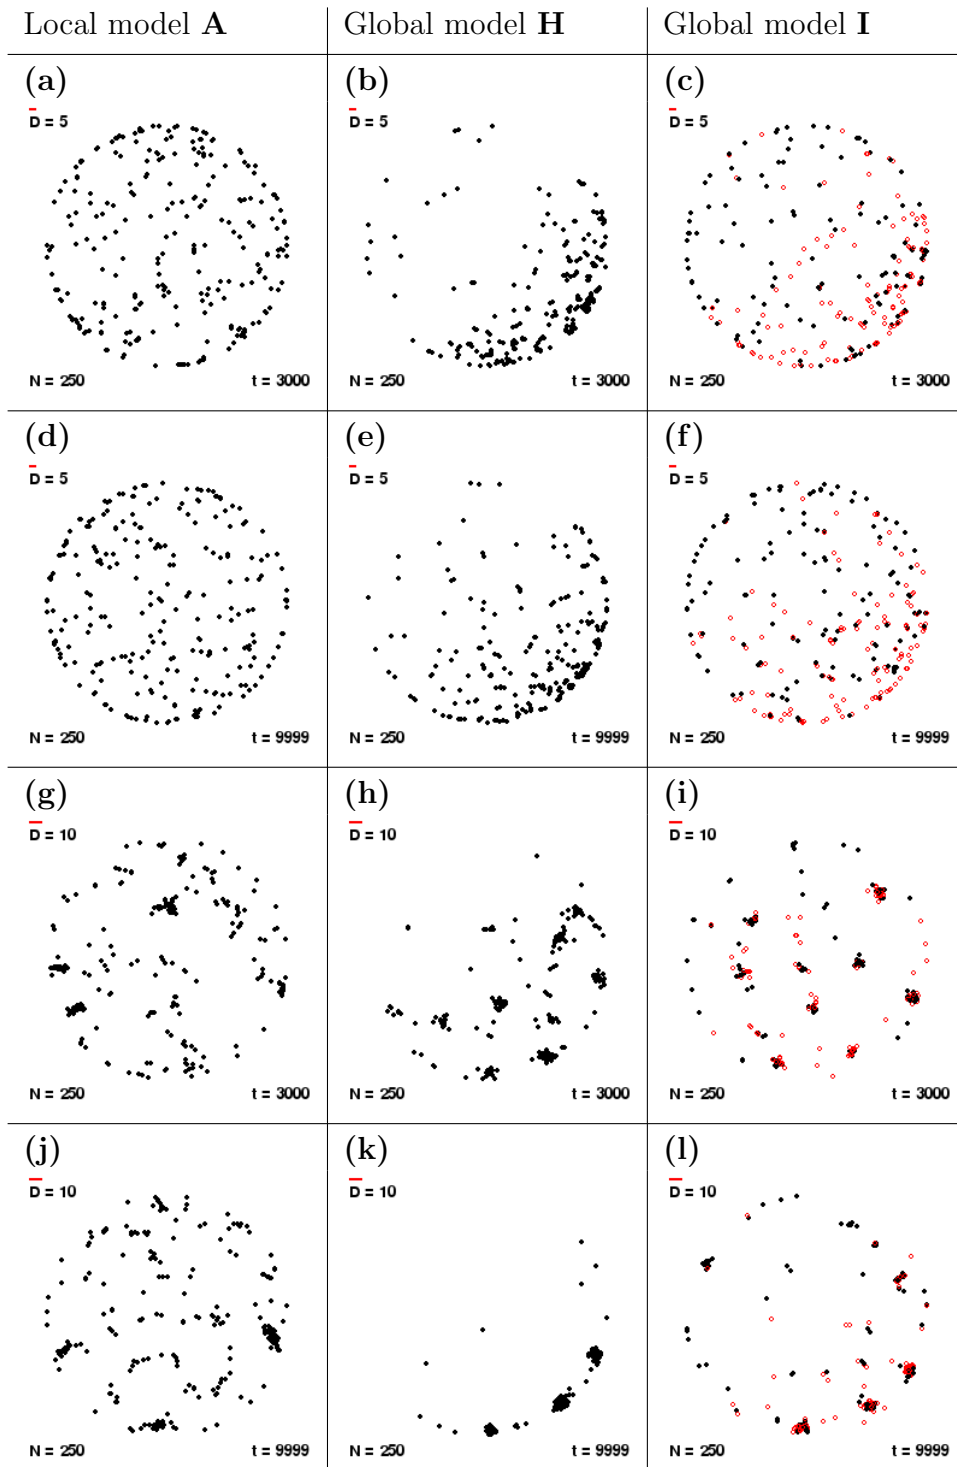 Local model A Global model H Global model I
(a) (b) (c)
D = 5 D = 5 D = 5
N = 250 t = 3000 N = 250 t = 3000 N = 250 t = 3000
(d) (e) (f)
D = 5 D = 5 D = 5
N = 250 t = 9999 N = 250 t = 9999 N = 250 t = 9999
(g) (h) (i)
D = 10 D = 10 D = 10
N = 250 t = 3000 N = 250 t = 3000 N = 250 t = 3000
(j) (k) (l)
D = 10 D = 10 D = 10
N = 250 t = 9999 N = 250 t = 9999 N = 250 t = 9999